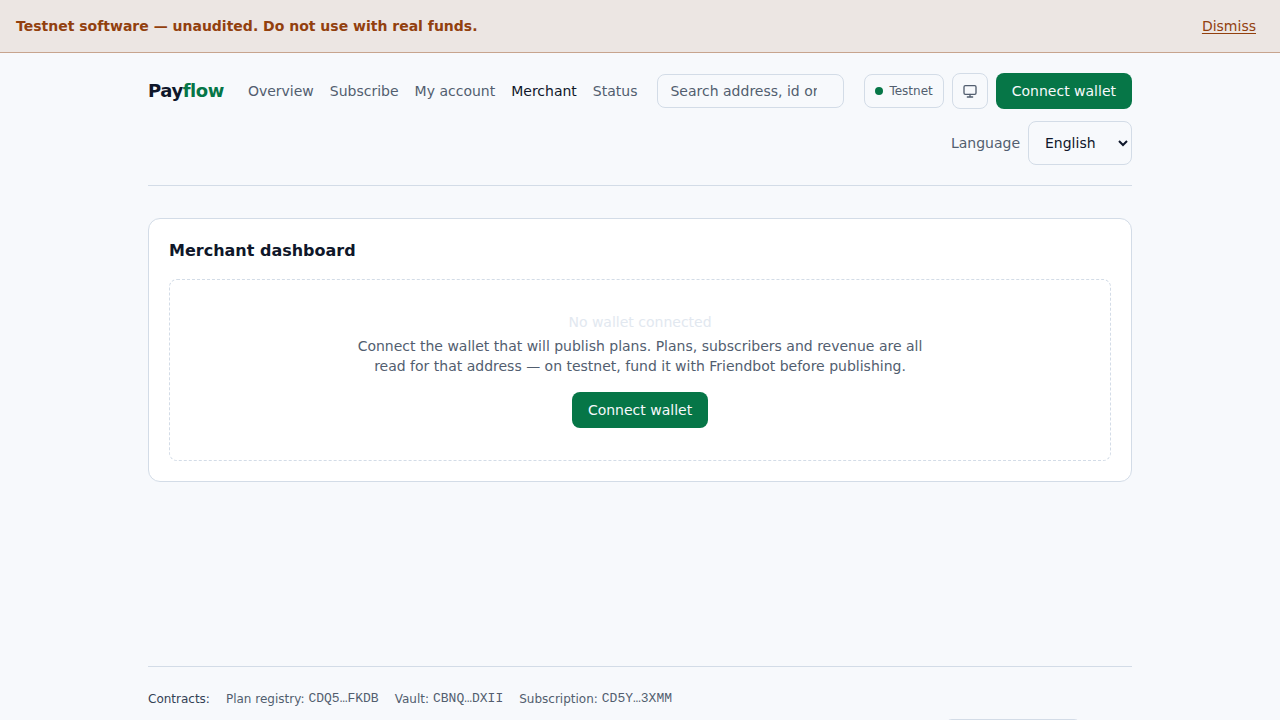 Testnet software — unaudited. Do not use with real funds.
Dismiss
Payflow
Overview
Subscribe
My account
Merchant
Status
Search address, id or
Testnet
Connect wallet
Language
English
Merchant dashboard
No wallet connected
Connect the wallet that will publish plans. Plans, subscribers and revenue are all
read for that address — on testnet, fund it with Friendbot before publishing.
Connect wallet
Contracts: Plan registry: CDQ5…FKDB Vault: CBNQ…DXII Subscription: CD5Y…3XMM